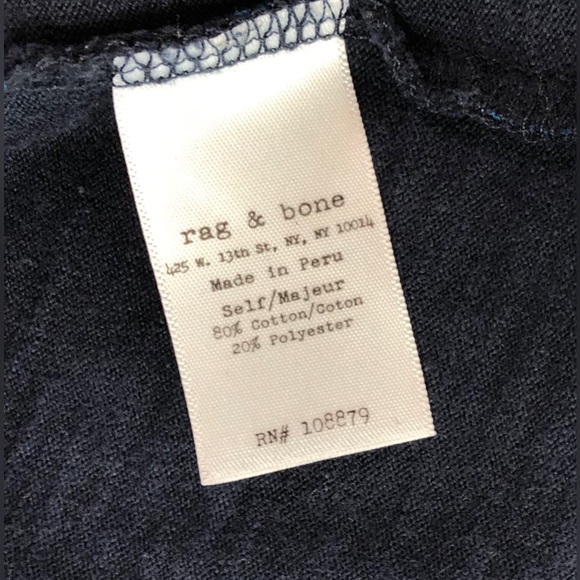 rag & bone
425 W. 13th St, NY, NY 10014
Made in Peru
Self/Majeur
80% Cotton/Coton
20% Polyester
RN# 108879